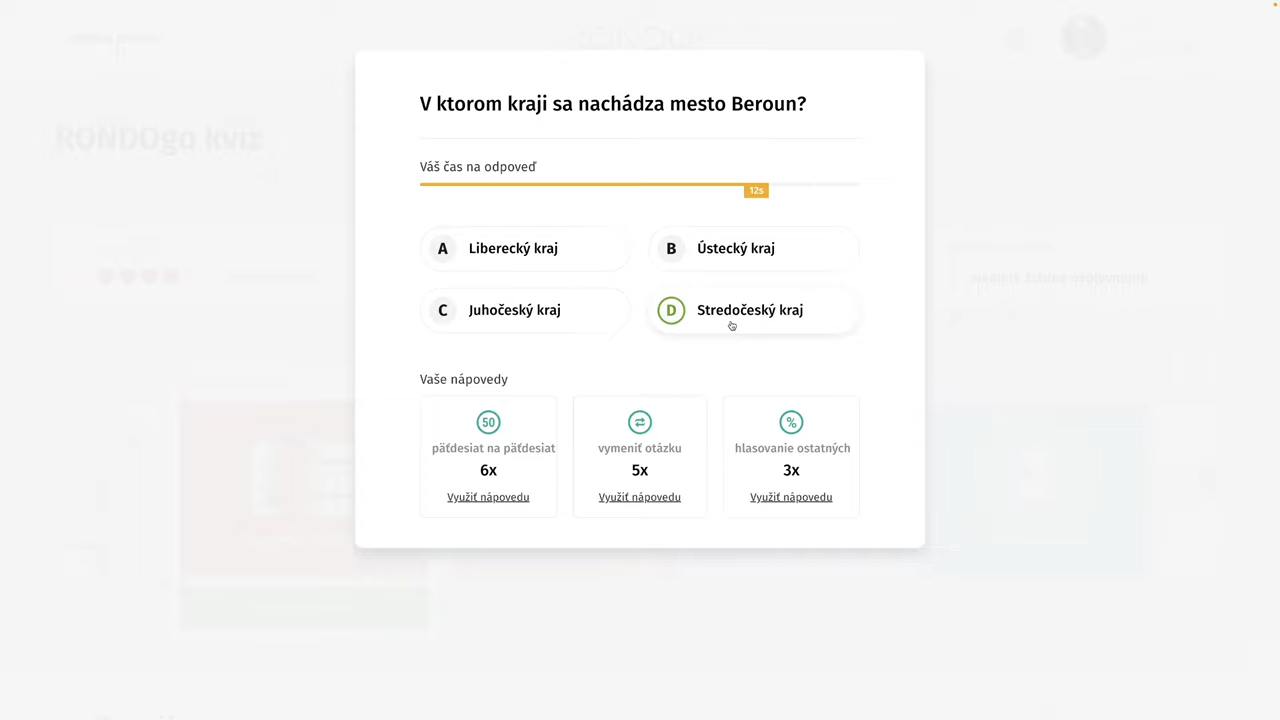 RONDOgo kvíz
V ktorom kraji sa nachádza mesto Beroun?
Váš čas na odpoveď
12s
A Liberecký kraj
B Ústecký kraj
C Juhočeský kraj
D Stredočeský kraj
Vaše nápovedy
50
päťdesiat na päťdesiat
6x
Využiť nápovedu
vymeniť otázku
5x
Využiť nápovedu
%
hlasovanie ostatných
3x
Využiť nápovedu